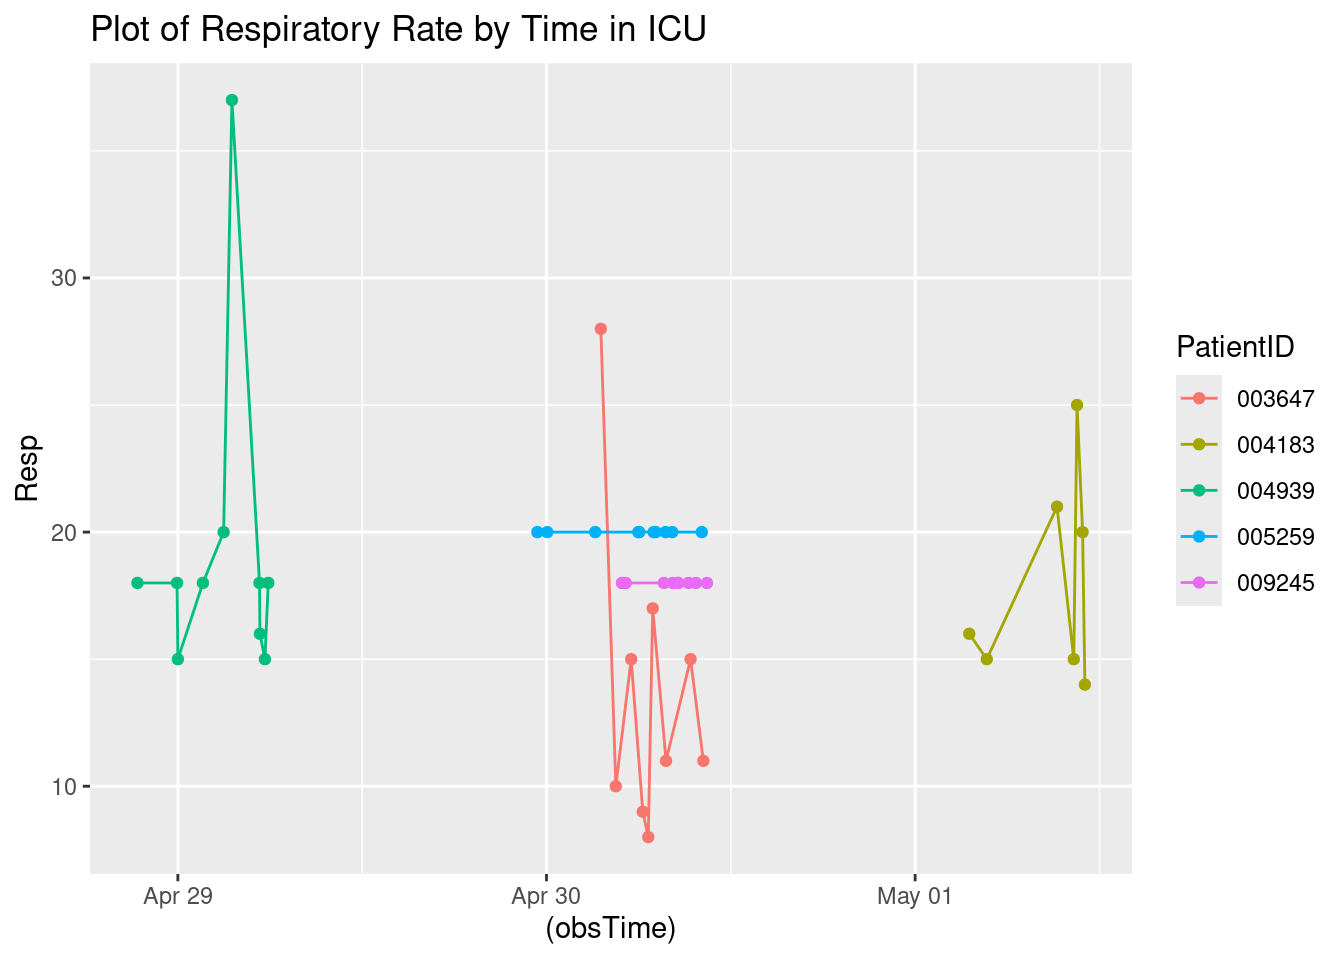 Plot of Respiratory Rate by Time in ICU
Resp
30
20
10
Apr 29
Apr 30
May 01
(obsTime)
PatientID
003647
004183
004939
005259
009245